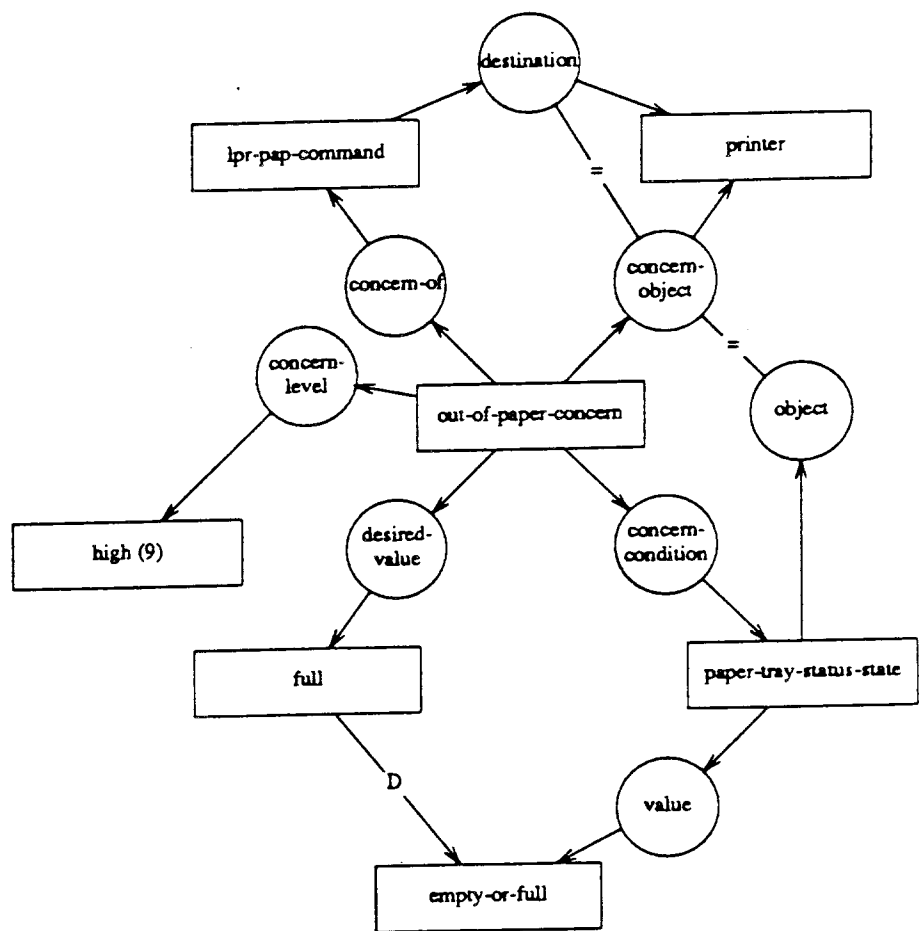 destination
lpr-pap-command
printer
=
concern-of
concern-
object
=
concern-
level
out-of-paper-concern
object
high (9)
desired-
value
concern-
condition
full
paper-tray-status-state
D
value
empty-or-full